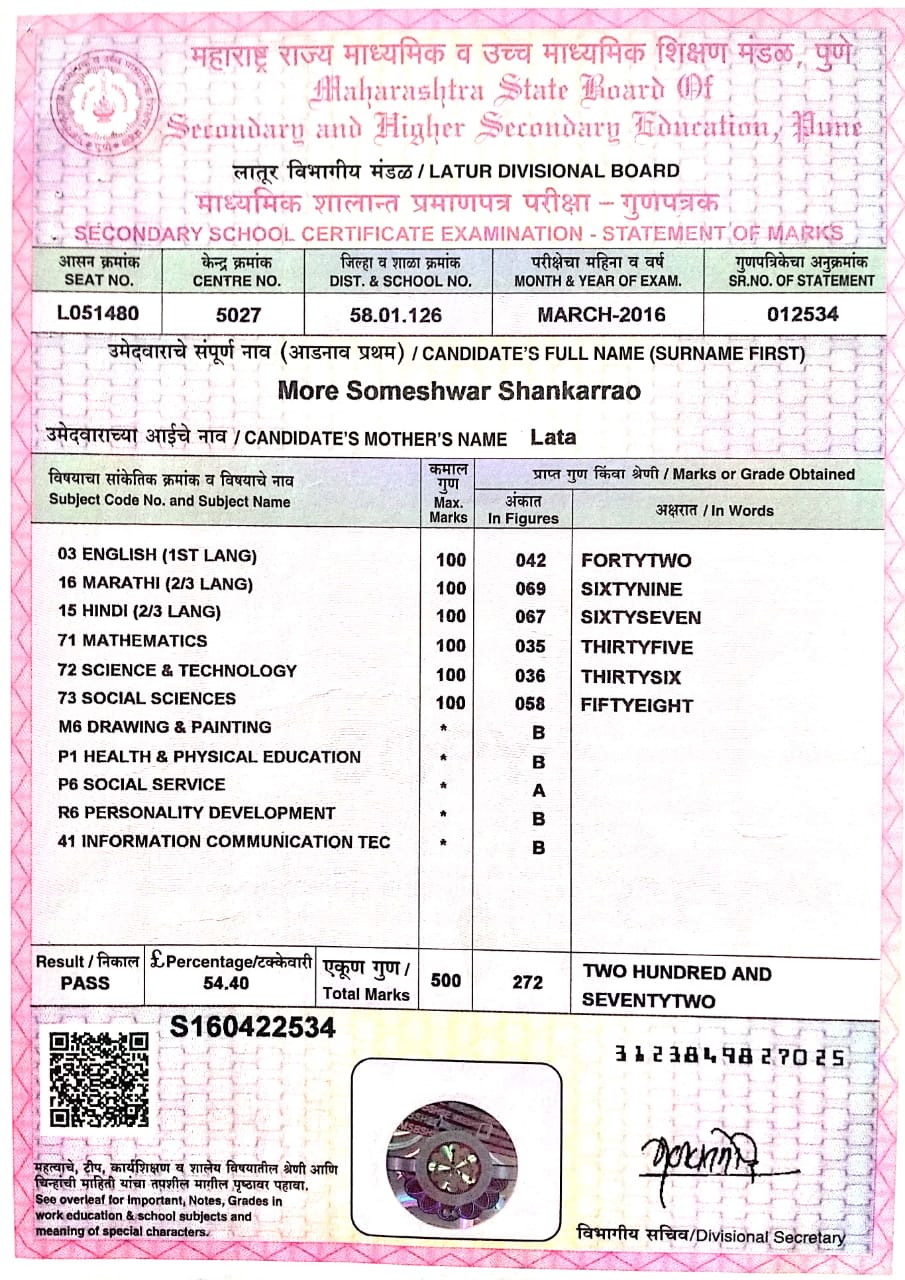 महाराष्ट्र राज्य माध्यमिक व उच्च माध्यमिक शिक्षण मंडळ, पुणे
Maharashtra State Board Of
Secondary and Higher Secondary Education, Pune
लातूर विभागीय मंडळ / LATUR DIVISIONAL BOARD
माध्यमिक शालान्त प्रमाणपत्र परीक्षा – गुणपत्रक
SECONDARY SCHOOL CERTIFICATE EXAMINATION - STATEMENT OF MARKS
आसन क्रमांक केन्द्र क्रमांक जिल्हा व शाळा क्रमांक परीक्षेचा महिना व वर्ष गुणपत्रिकेचा अनुक्रमांक
SEAT NO. CENTRE NO. DIST. & SCHOOL NO. MONTH & YEAR OF EXAM. SR.NO. OF STATEMENT
L051480 5027 58.01.126 MARCH-2016 012534
उमेदवाराचे संपूर्ण नाव (आडनाव प्रथम) / CANDIDATE'S FULL NAME (SURNAME FIRST)
More Someshwar Shankarrao
उमेदवाराच्या आईचे नाव / CANDIDATE'S MOTHER'S NAME Lata
विषयाचा सांकेतिक क्रमांक व विषयाचे नाव
Subject Code No. and Subject Name
कमाल
गुण
Max.
Marks
प्राप्त गुण किंवा श्रेणी / Marks or Grade Obtained
अंकात
In Figures
अक्षरात / In Words
03 ENGLISH (1ST LANG) 100 042 FORTYTWO
16 MARATHI (2/3 LANG) 100 069 SIXTYNINE
15 HINDI (2/3 LANG) 100 067 SIXTYSEVEN
71 MATHEMATICS 100 035 THIRTYFIVE
72 SCIENCE & TECHNOLOGY 100 036 THIRTYSIX
73 SOCIAL SCIENCES 100 058 FIFTYEIGHT
M6 DRAWING & PAINTING * B
P1 HEALTH & PHYSICAL EDUCATION * B
P6 SOCIAL SERVICE * A
R6 PERSONALITY DEVELOPMENT * B
41 INFORMATION COMMUNICATION TEC * B
Result / निकाल
PASS
£Percentage/टक्केवारी
54.40
एकूण गुण /
Total Marks
500 272
TWO HUNDRED AND
SEVENTYTWO
S160422534
3123849827025
महत्वाचे, टीप, कार्यशिक्षण व शालेय विषयातील श्रेणी आणि
चिन्हांची माहिती यांचा तपशील मागील पृष्ठावर पहावा.
See overleaf for Important, Notes, Grades in
work education & school subjects and
meaning of special characters.
विभागीय सचिव/Divisional Secretary